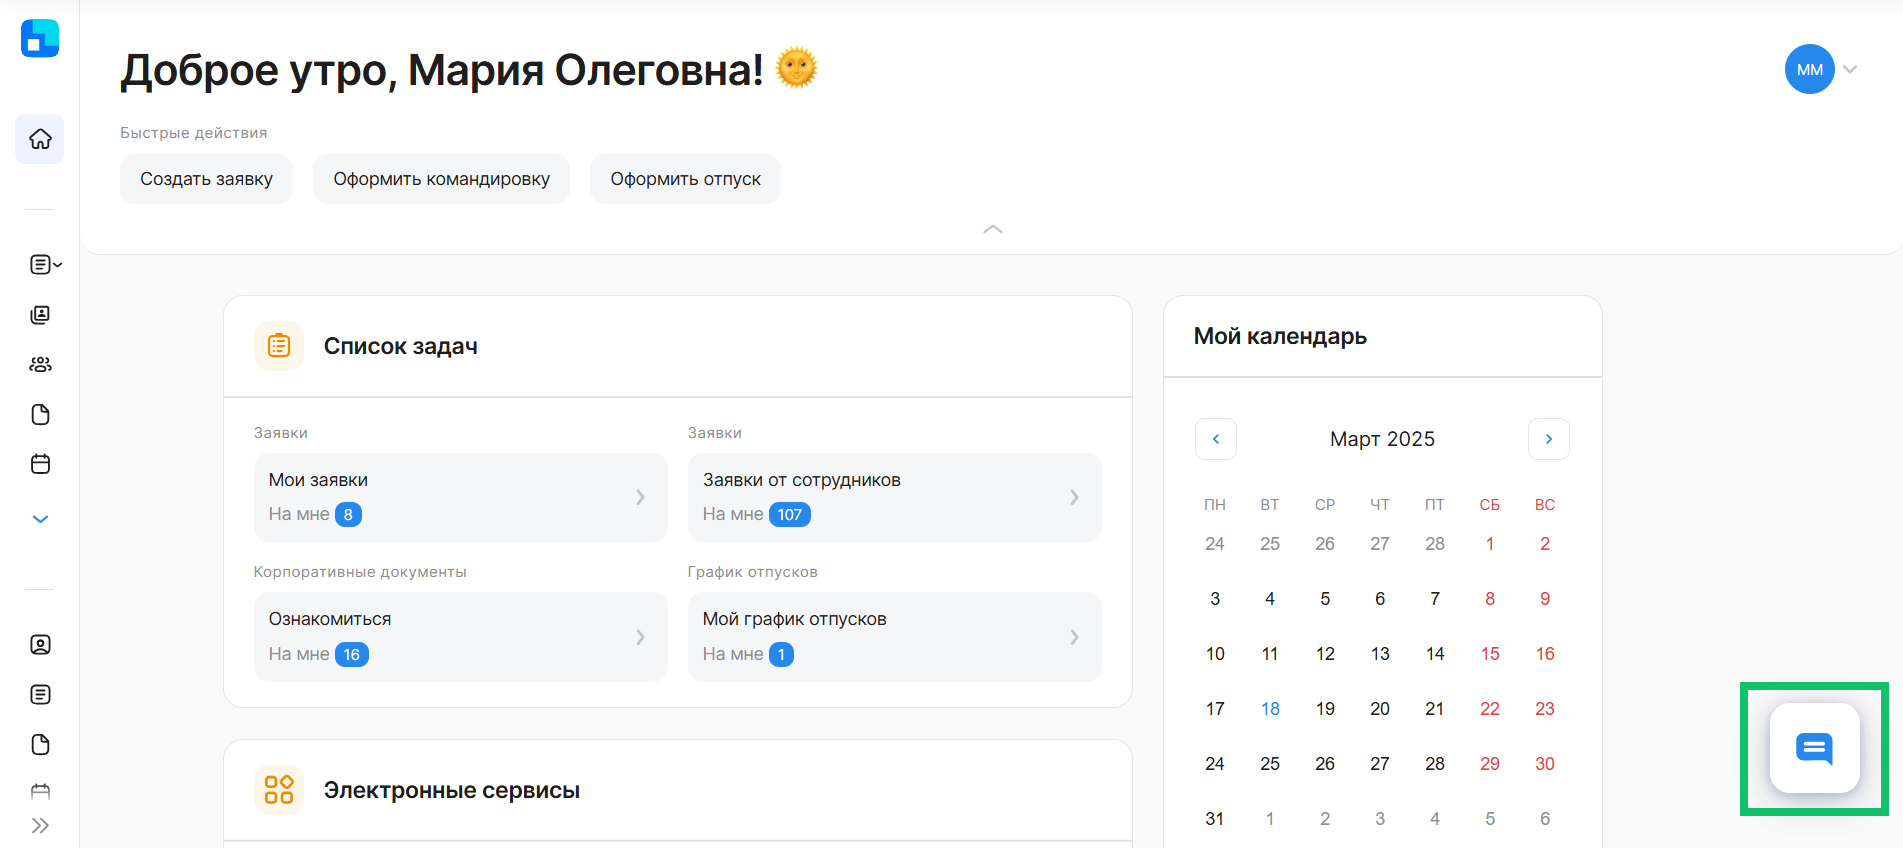 Доброе утро, Мария Олеговна!
ММ
Быстрые действия
Создать заявку
Оформить командировку
Оформить отпуск
Список задач
Заявки
Мои заявки
На мне 8
Заявки
Заявки от сотрудников
На мне 107
Корпоративные документы
Ознакомиться
На мне 16
График отпусков
Мой график отпусков
На мне 1
Электронные сервисы
Мой календарь
Март 2025
ПН ВТ СР ЧТ ПТ СБ ВС
24 25 26 27 28 1 2
3 4 5 6 7 8 9
10 11 12 13 14 15 16
17 18 19 20 21 22 23
24 25 26 27 28 29 30
31 1 2 3 4 5 6